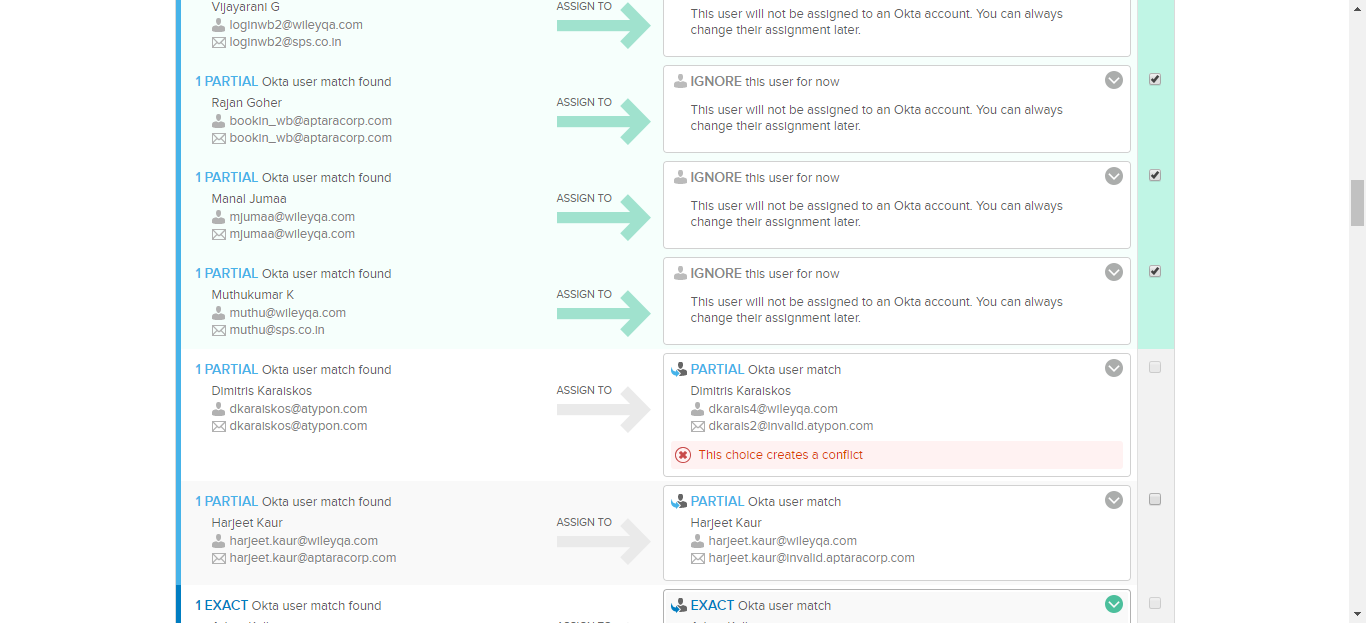 Vijayarani G
loginwb2@wileyqa.com
loginwb2@sps.co.in
ASSIGN TO
This user will not be assigned to an Okta account. You can always
change their assignment later.
1 PARTIAL Okta user match found
Rajan Goher
bookin_wb@aptaracorp.com
bookin_wb@aptaracorp.com
ASSIGN TO
IGNORE this user for now
This user will not be assigned to an Okta account. You can always
change their assignment later.
1 PARTIAL Okta user match found
Manal Jumaa
mjumaa@wileyqa.com
mjumaa@wileyqa.com
ASSIGN TO
IGNORE this user for now
This user will not be assigned to an Okta account. You can always
change their assignment later.
1 PARTIAL Okta user match found
Muthukumar K
muthu@wileyqa.com
muthu@sps.co.in
ASSIGN TO
IGNORE this user for now
This user will not be assigned to an Okta account. You can always
change their assignment later.
1 PARTIAL Okta user match found
Dimitris Karaiskos
dkaraiskos@atypon.com
dkaraiskos@atypon.com
ASSIGN TO
PARTIAL Okta user match
Dimitris Karaiskos
dkarais4@wileyqa.com
dkarais2@invalid.atypon.com
This choice creates a conflict
1 PARTIAL Okta user match found
Harjeet Kaur
harjeet.kaur@wileyqa.com
harjeet.kaur@aptaracorp.com
ASSIGN TO
PARTIAL Okta user match
Harjeet Kaur
harjeet.kaur@wileyqa.com
harjeet.kaur@invalid.aptaracorp.com
1 EXACT Okta user match found
EXACT Okta user match